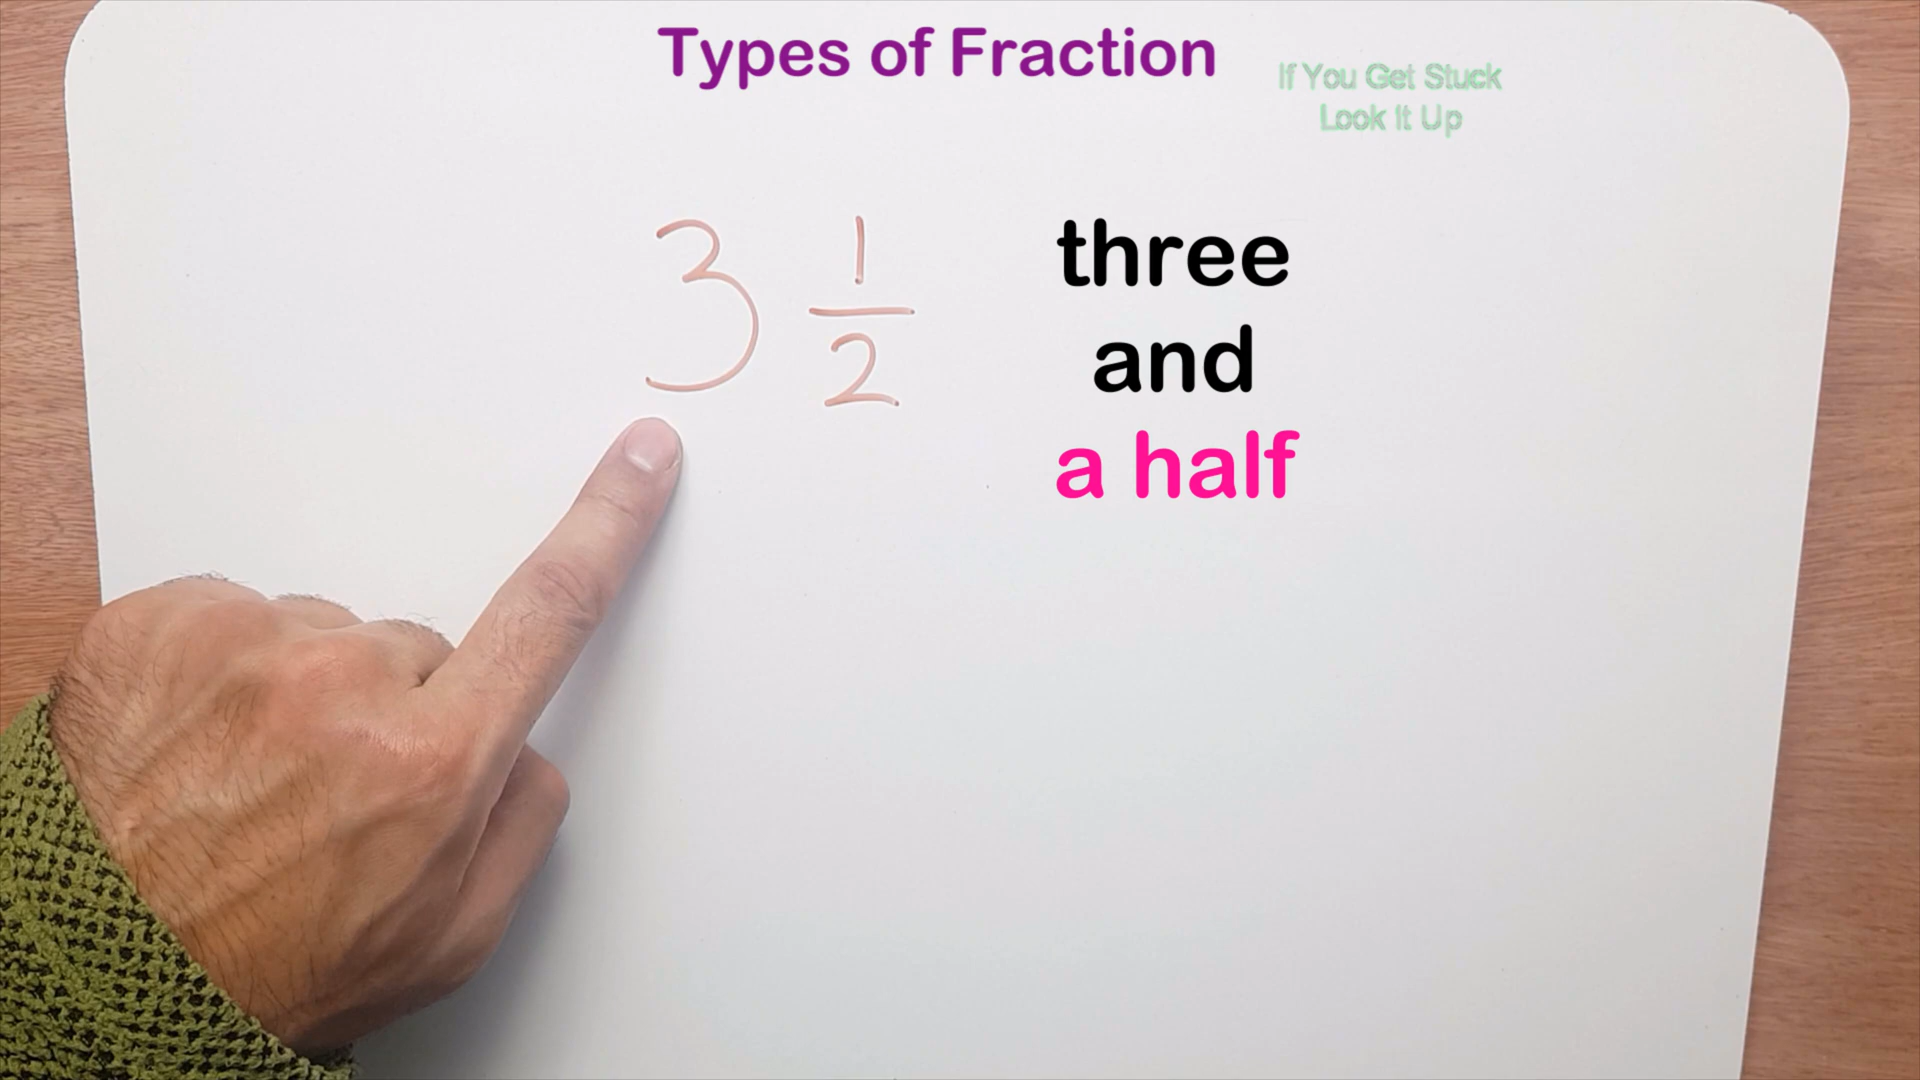 Types of Fraction
If You Get Stuck
Look It Up
3 1/2
three
and
a half